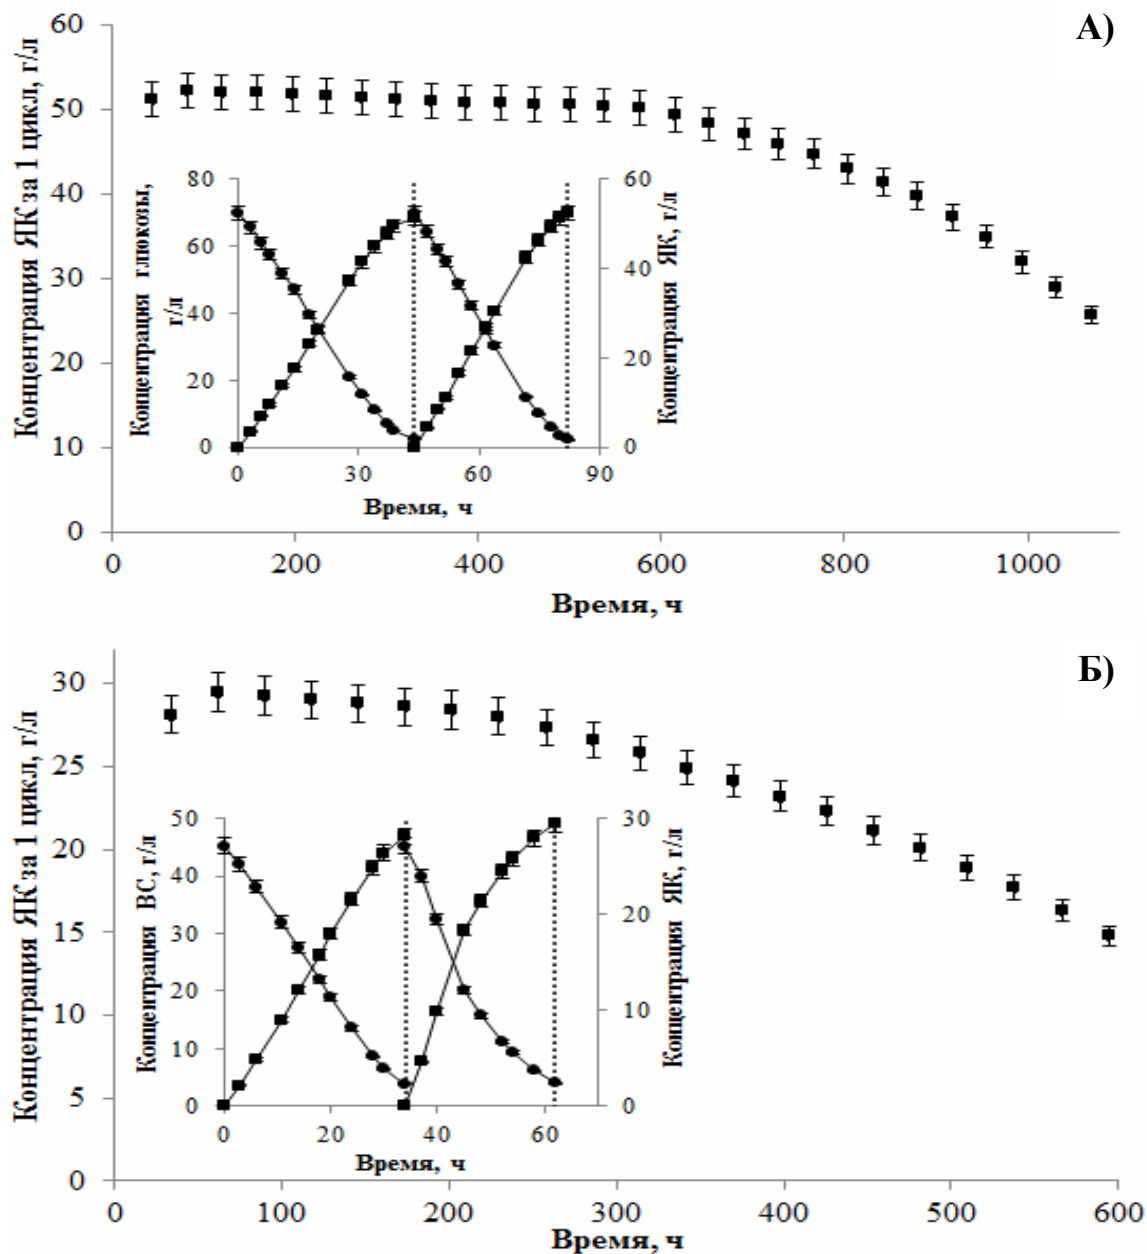 А)
Концентрация ЯК за 1 цикл, г/л
60
50
40
30
20
10
0
0 200 400 600 800 1000
Время, ч
Концентрация глюкозы,
г/л
80
60
40
20
0
Концентрация ЯК, г/л
60
40
20
0
0 30 60 90
Время, ч
Б)
Концентрация ЯК за 1 цикл, г/л
30
25
20
15
10
5
0
0 100 200 300 400 500 600
Время, ч
Концентрация ВС, г/л
50
40
30
20
10
0
Концентрация ЯК, г/л
30
20
10
0
0 20 40 60
Время, ч